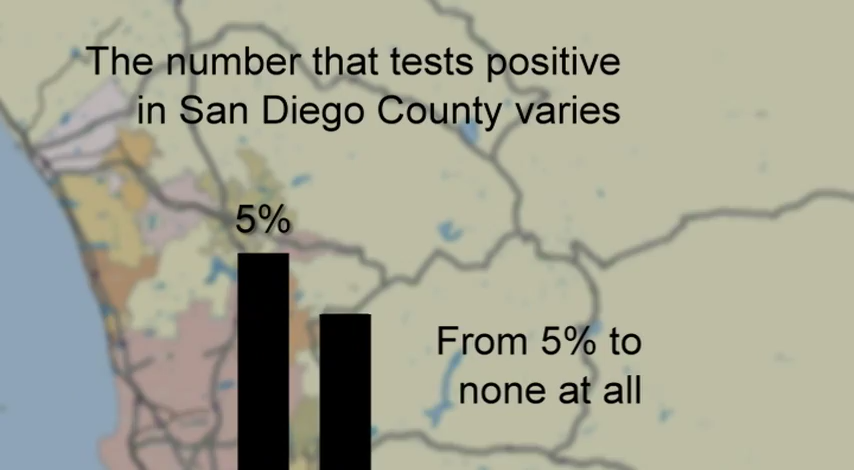 The number that tests positive
in San Diego County varies
5%
From 5% to
none at all